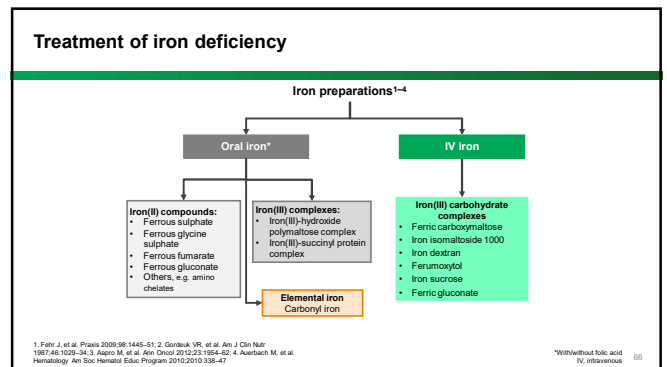 Treatment of iron deficiency
Iron preparations1–4
Oral iron*
IV iron
Iron(II) compounds:
• Ferrous sulphate
• Ferrous glycine
sulphate
• Ferrous fumarate
• Ferrous gluconate
• Others, e.g. amino
chelates
Iron(III) complexes:
• Iron(III)-hydroxide
polymaltose complex
• Iron(III)-succinyl protein
complex
Elemental iron
Carbonyl iron
Iron(III) carbohydrate
complexes
• Ferric carboxymaltose
• Iron isomaltoside 1000
• Iron dextran
• Ferumoxytol
• Iron sucrose
• Ferric gluconate
1. Fehr J, et al. Praxis 2009;98:1445–51; 2. Gordeuk VR, et al. Am J Clin Nutr
1987;46:1029–34; 3. Aapro M, et al. Ann Oncol 2012;23:1954–62; 4. Auerbach M, et al.
Hematology Am Soc Hematol Educ Program 2010;2010:338–47
*With/without folic acid
IV, intravenous
66